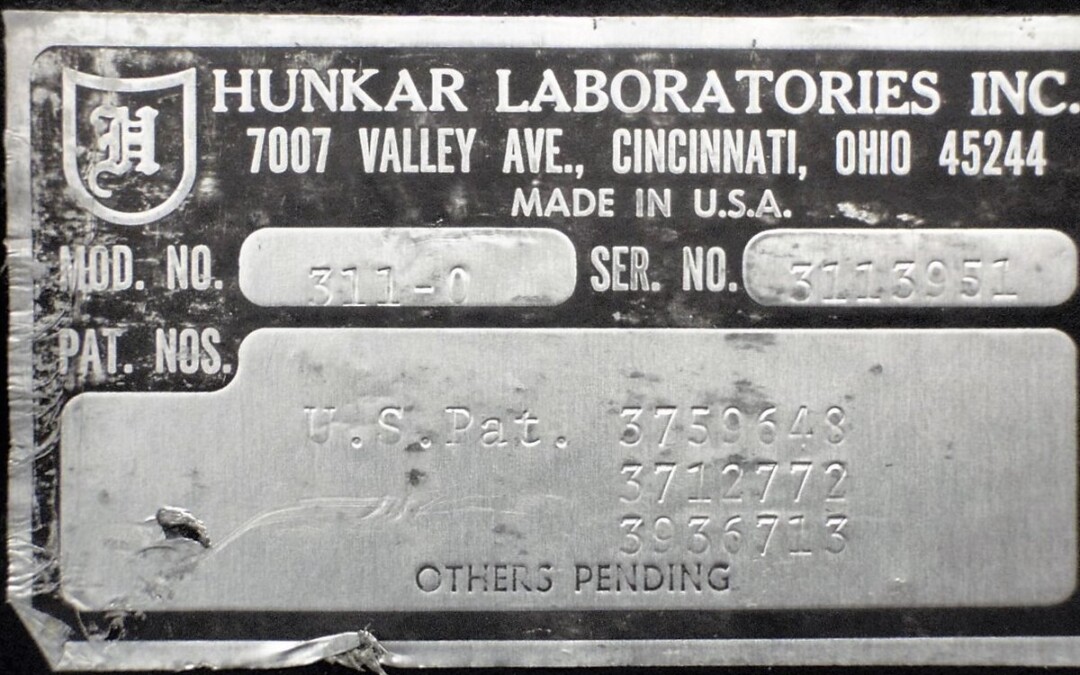 H
HUNKAR LABORATORIES INC.
7007 VALLEY AVE., CINCINNATI, OHIO 45244
MADE IN U.S.A.
MOD. NO. 311-0 SER. NO. 3113951
PAT. NOS.
U.S.Pat. 3759648
3712772
3936713
OTHERS PENDING